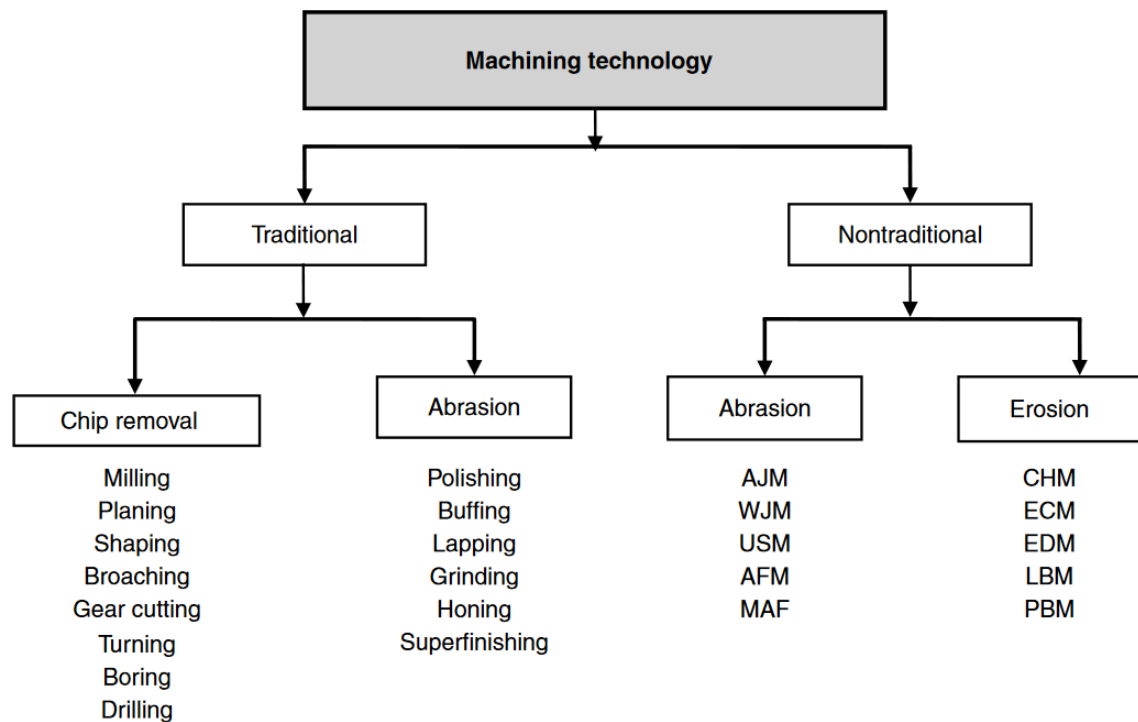 Machining technology
Traditional
Nontraditional
Chip removal
Milling
Planing
Shaping
Broaching
Gear cutting
Turning
Boring
Drilling
Abrasion
Polishing
Buffing
Lapping
Grinding
Honing
Superfinishing
Abrasion
AJM
WJM
USM
AFM
MAF
Erosion
CHM
ECM
EDM
LBM
PBM